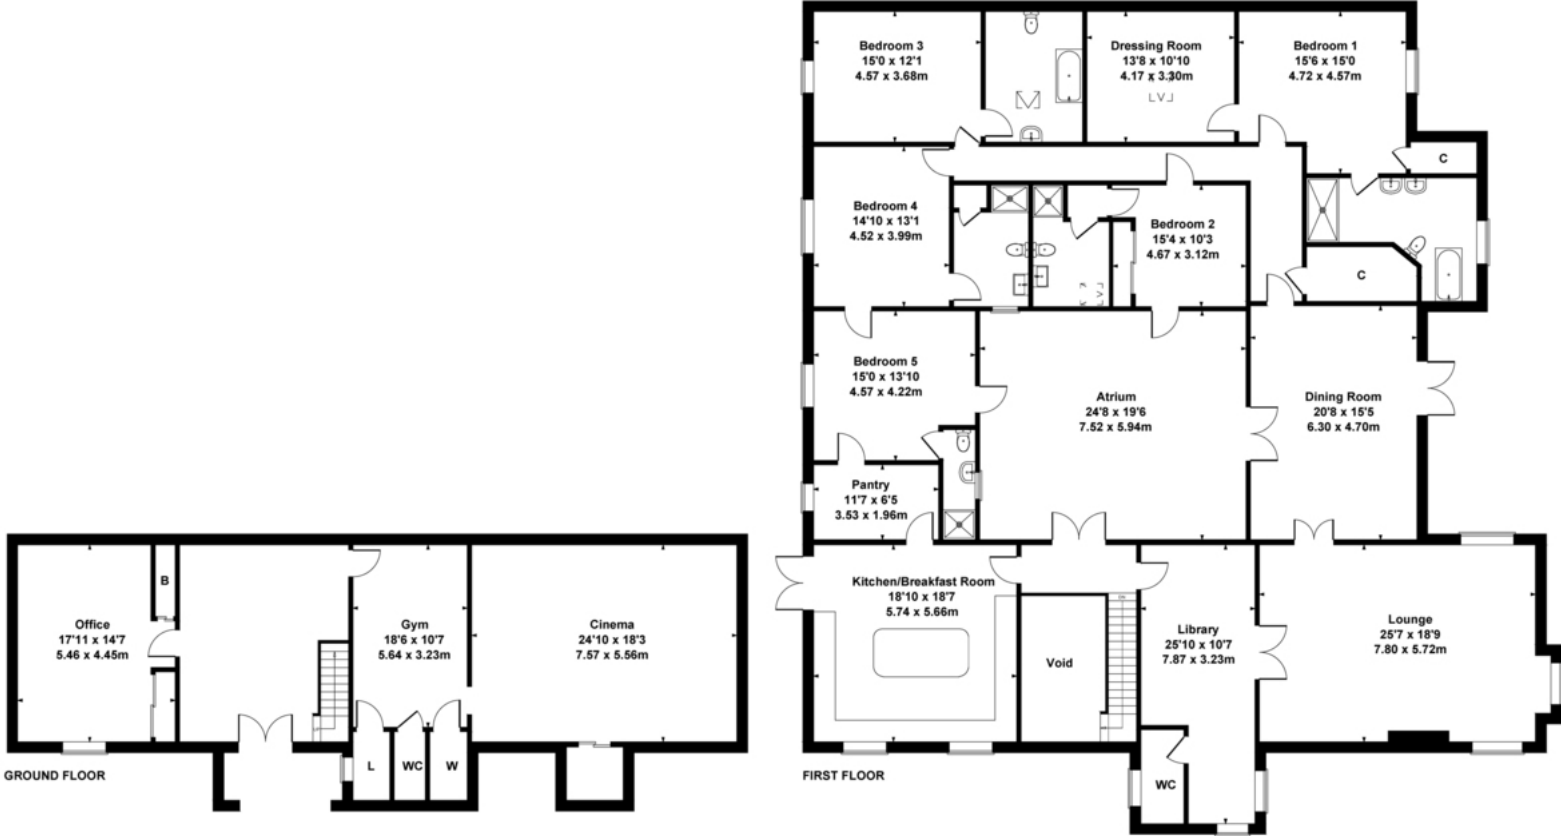 Office
17'11 x 14'7
5.46 x 4.45m
B
Gym
18'6 x 10'7
5.64 x 3.23m
Cinema
24'10 x 18'3
7.57 x 5.56m
L
WC
W
GROUND FLOOR
Bedroom 3
15'0 x 12'1
4.57 x 3.68m
Dressing Room
13'8 x 10'10
4.17 x 3.30m
V
Bedroom 1
15'6 x 15'0
4.72 x 4.57m
C
Bedroom 4
14'10 x 13'1
4.52 x 3.99m
Bedroom 2
15'4 x 10'3
4.67 x 3.12m
C
V
Bedroom 5
15'0 x 13'10
4.57 x 4.22m
Atrium
24'8 x 19'6
7.52 x 5.94m
Dining Room
20'8 x 15'5
6.30 x 4.70m
Pantry
11'7 x 6'5
3.53 x 1.96m
Kitchen/Breakfast Room
18'10 x 18'7
5.74 x 5.66m
Void
Library
25'10 x 10'7
7.87 x 3.23m
Lounge
25'7 x 18'9
7.80 x 5.72m
WC
FIRST FLOOR